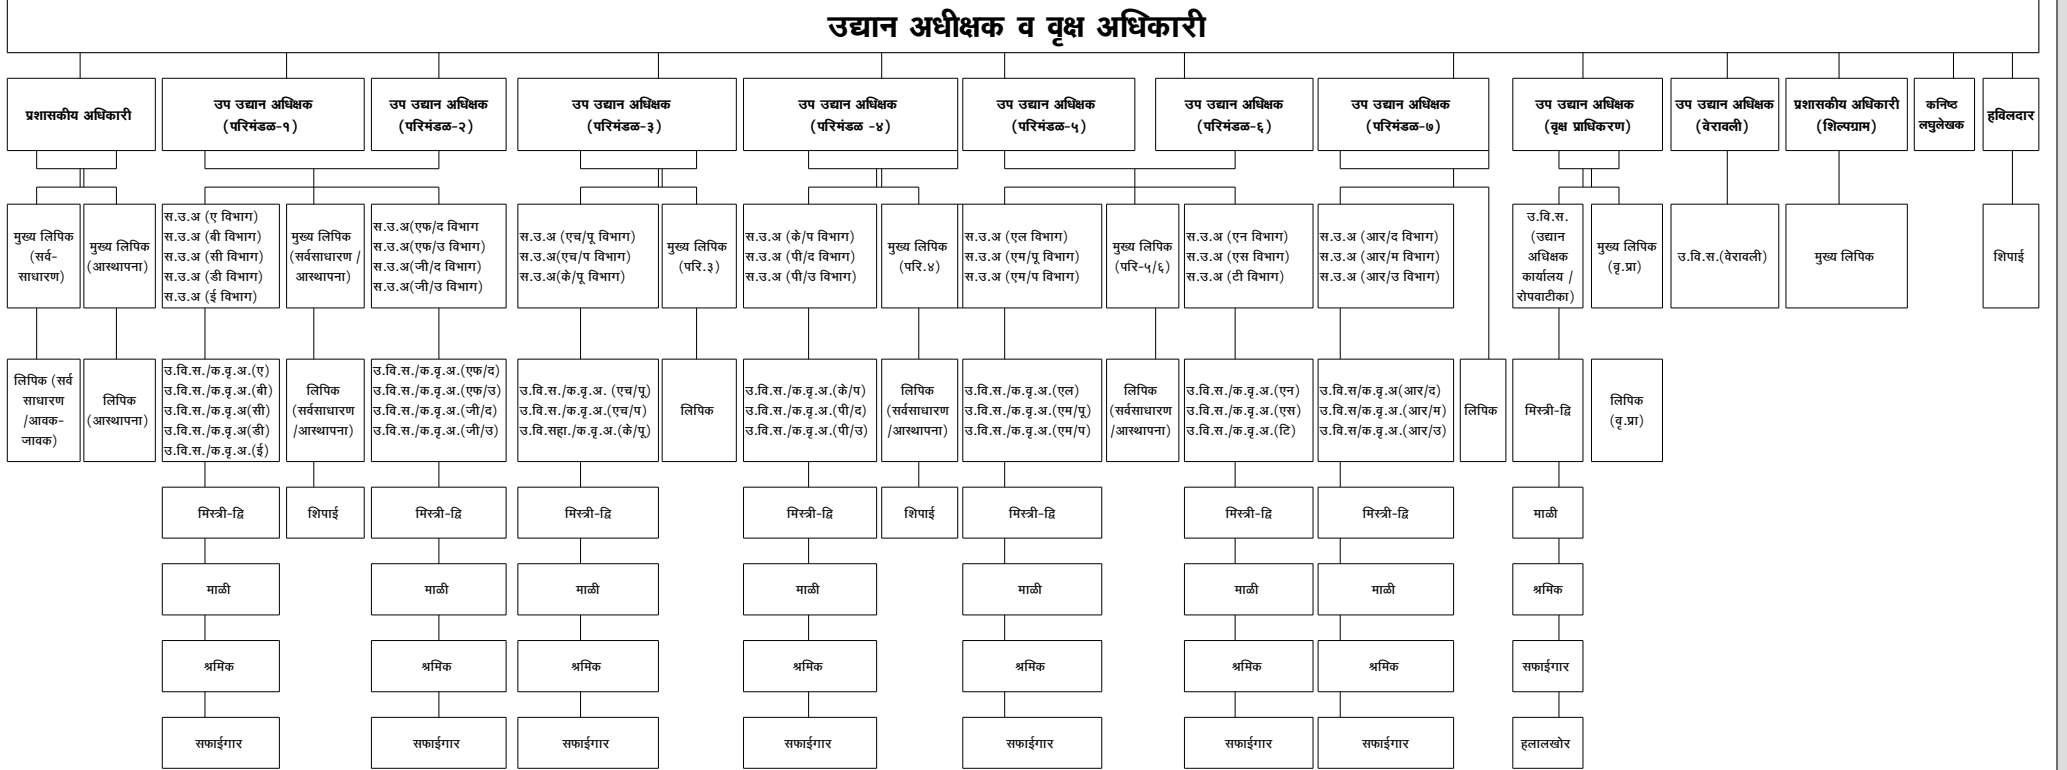 उद्यान अधीक्षक व वृक्ष अधिकारी
प्रशासकीय अधिकारी
उप उद्यान अधिक्षक
(परिमंडळ-१)
उप उद्यान अधिक्षक
(परिमंडळ-२)
उप उद्यान अधिक्षक
(परिमंडळ-३)
उप उद्यान अधिक्षक
(परिमंडळ -४)
उप उद्यान अधिक्षक
(परिमंडळ-५)
उप उद्यान अधिक्षक
(परिमंडळ-६)
उप उद्यान अधिक्षक
(परिमंडळ-७)
उप उद्यान अधिक्षक
(वृक्ष प्राधिकरण)
उप उद्यान अधिक्षक
(वेरावली)
प्रशासकीय अधिकारी
(शिल्पग्राम)
कनिष्ठ
लघुलेखक
हविलदार
मुख्य लिपिक
(सर्व-
साधारण)
मुख्य लिपिक
(आस्थापना)
स.उ.अ (ए विभाग)
स.उ.अ (बी विभाग)
स.उ.अ (सी विभाग)
स.उ.अ (डी विभाग)
स.उ.अ (ई विभाग)
मुख्य लिपिक
(सर्वसाधारण /
आस्थापना)
स.उ.अ(एफ/द विभाग
स.उ.अ(एफ/उ विभाग)
स.उ.अ(जी/द विभाग)
स.उ.अ(जी/उ विभाग)
स.उ.अ (एच/पू विभाग)
स.उ.अ(एच/प विभाग)
स.उ.अ(के/पू विभाग)
मुख्य लिपिक
(परि.३)
स.उ.अ (के/प विभाग)
स.उ.अ (पी/द विभाग)
स.उ.अ (पी/उ विभाग)
मुख्य लिपिक
(परि.४)
स.उ.अ (एल विभाग)
स.उ.अ (एम/पू विभाग)
स.उ.अ (एम/प विभाग)
मुख्य लिपिक
(परि-५/६)
स.उ.अ (एन विभाग)
स.उ.अ (एस विभाग)
स.उ.अ (टी विभाग)
स.उ.अ (आर/द विभाग)
स.उ.अ (आर/म विभाग)
स.उ.अ (आर/उ विभाग)
उ.वि.स.
(उद्यान
अधिक्षक
कार्यालय /
रोपवाटीका)
मुख्य लिपिक
(वृ.प्रा)
उ.वि.स.(वेरावली)
मुख्य लिपिक
शिपाई
लिपिक (सर्व
साधारण
/आवक-
जावक)
लिपिक
(आस्थापना)
उ.वि.स./क.वृ.अ.(ए)
उ.वि.स./क.वृ.अ.(बी)
उ.वि.स./क.वृ.अ(सी)
उ.वि.स./क.वृ.अ(डी)
उ.वि.स./क.वृ.अ.(ई)
लिपिक
(सर्वसाधारण
/आस्थापना)
उ.वि.स./क.वृ.अ.(एफ/द)
उ.वि.स./क.वृ.अ.(एफ/उ)
उ.वि.स./क.वृ.अ.(जी/द)
उ.वि.स./क.वृ.अ.(जी/उ)
उ.वि.स./क.वृ.अ. (एच/पू)
उ.वि.स./क.वृ.अ.(एच/प)
उ.वि.सहा./क.वृ.अ.(के/पू)
लिपिक
उ.वि.स./क.वृ.अ.(के/प)
उ.वि.स./क.वृ.अ.(पी/द)
उ.वि.स./क.वृ.अ.(पी/उ)
लिपिक
(सर्वसाधारण
/आस्थापना)
उ.वि.स./क.वृ.अ.(एल)
उ.वि.स./क.वृ.अ.(एम/पू)
उ.वि.स./क.वृ.अ.(एम/प)
लिपिक
(सर्वसाधारण
/आस्थापना)
उ.वि.स./क.वृ.अ.(एन)
उ.वि.स./क.वृ.अ.(एस)
उ.वि.स./क.वृ.अ.(टि)
उ.वि.स/क.वृ.अ(आर/द)
उ.वि.स/क.वृ.अ.(आर/म)
उ.वि.स/क.वृ.अ.(आर/उ)
लिपिक
मिस्त्री-द्वि
लिपिक
(वृ.प्रा)
मिस्त्री-द्वि
शिपाई
मिस्त्री-द्वि
मिस्त्री-द्वि
मिस्त्री-द्वि
शिपाई
मिस्त्री-द्वि
मिस्त्री-द्वि
मिस्त्री-द्वि
माळी
माळी
माळी
माळी
माळी
माळी
माळी
माळी
श्रमिक
श्रमिक
श्रमिक
श्रमिक
श्रमिक
श्रमिक
श्रमिक
श्रमिक
सफाईगार
सफाईगार
सफाईगार
सफाईगार
सफाईगार
सफाईगार
सफाईगार
सफाईगार
हलालखोर